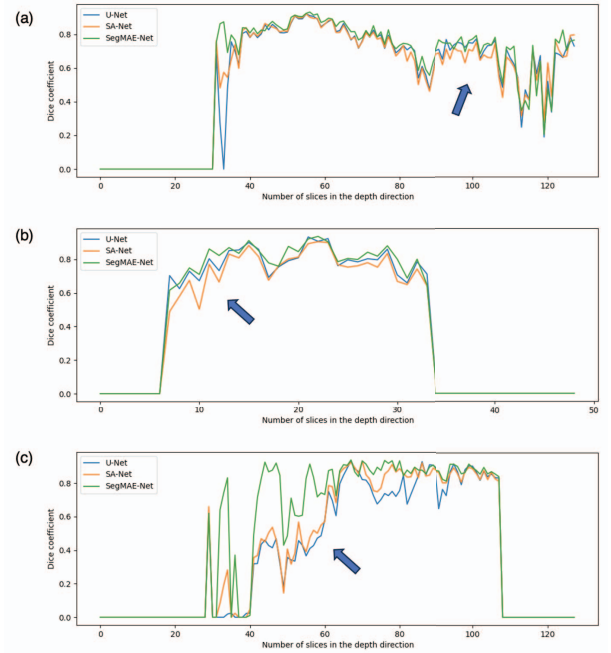 (a)
U-Net
SA-Net
SegMAE-Net
Dice coefficient
0.8
0.6
0.4
0.2
0.0
0 20 40 60 80 100 120
Number of slices in the depth direction
(b)
U-Net
SA-Net
SegMAE-Net
Dice coefficient
0.8
0.6
0.4
0.2
0.0
0 10 20 30 40 50
Number of slices in the depth direction
(c)
U-Net
SA-Net
SegMAE-Net
Dice coefficient
0.8
0.6
0.4
0.2
0.0
0 20 40 60 80 100 120
Number of slices in the depth direction